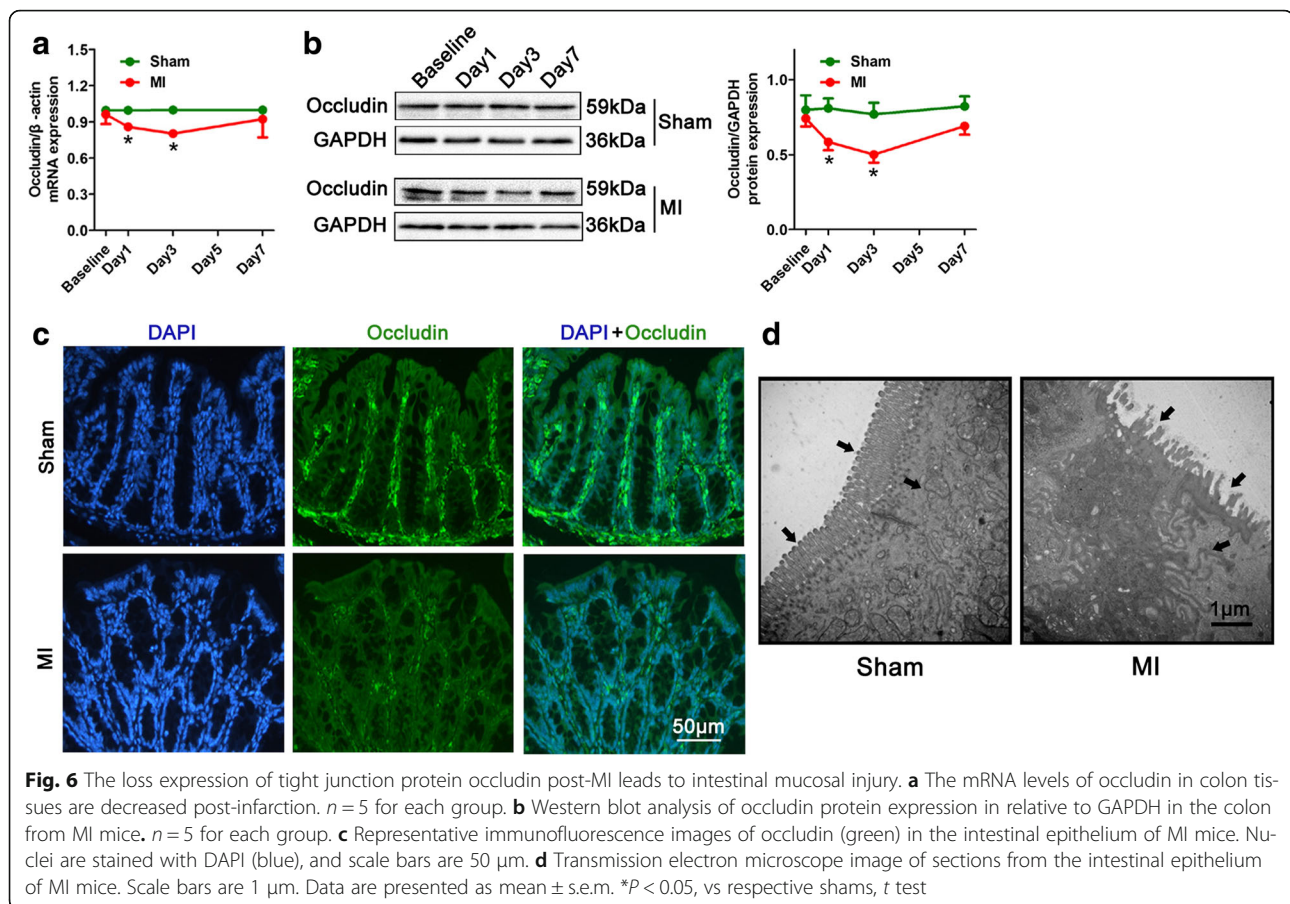 a
Sham
MI
Occludin/β -actin
mRNA expression
1.5
1.2
0.9
0.6
0.3
0.0
* *
Baseline
Day1
Day3
Day5
Day7
b
Baseline
Day1
Day3
Day7
Occludin 59kDa
GAPDH 36kDa
Sham
Occludin 59kDa
GAPDH 36kDa
MI
Sham
MI
Occludin/GAPDH
protein expression
1.0
0.5
0.0
* *
Baseline
Day1
Day3
Day5
Day7
c
DAPI Occludin DAPI+Occludin
Sham
MI
50μm
d
1μm
Sham MI
Fig. 6 The loss expression of tight junction protein occludin post-MI leads to intestinal mucosal injury. a The mRNA levels of occludin in colon tis-
sues are decreased post-infarction. n = 5 for each group. b Western blot analysis of occludin protein expression in relative to GAPDH in the colon
from MI mice. n = 5 for each group. c Representative immunofluorescence images of occludin (green) in the intestinal epithelium of MI mice. Nu-
clei are stained with DAPI (blue), and scale bars are 50 μm. d Transmission electron microscope image of sections from the intestinal epithelium
of MI mice. Scale bars are 1 μm. Data are presented as mean ± s.e.m. *P < 0.05, vs respective shams, t test